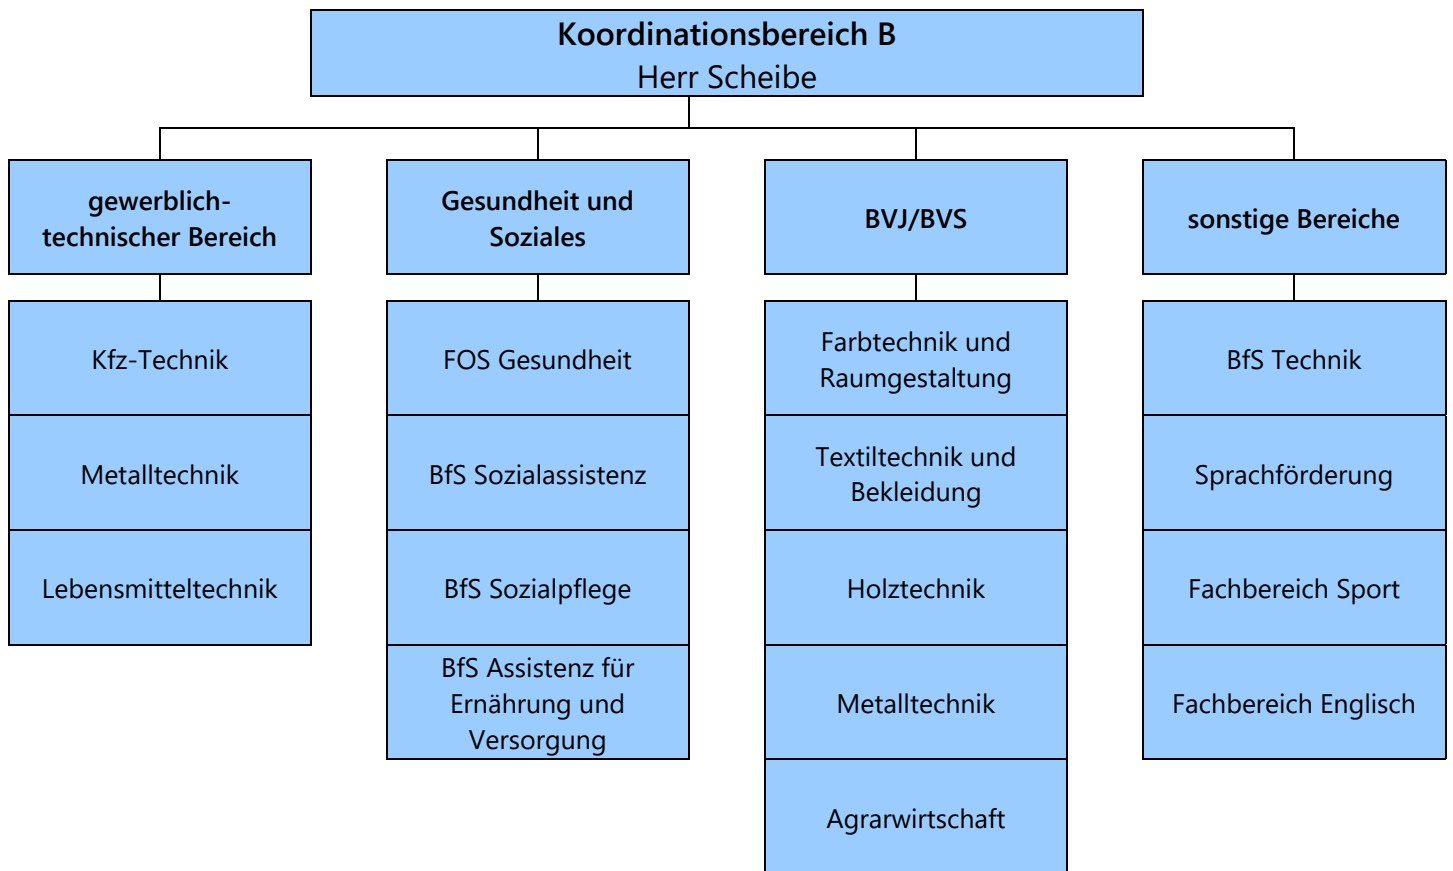 Koordinationsbereich B
Herr Scheibe
gewerblich-
technischer Bereich
Kfz-Technik
Metalltechnik
Lebensmitteltechnik
Gesundheit und
Soziales
FOS Gesundheit
BfS Sozialassistenz
BfS Sozialpflege
BfS Assistenz für
Ernährung und
Versorgung
BVJ/BVS
Farbtechnik und
Raumgestaltung
Textiltechnik und
Bekleidung
Holztechnik
Metalltechnik
Agrarwirtschaft
sonstige Bereiche
BfS Technik
Sprachförderung
Fachbereich Sport
Fachbereich Englisch